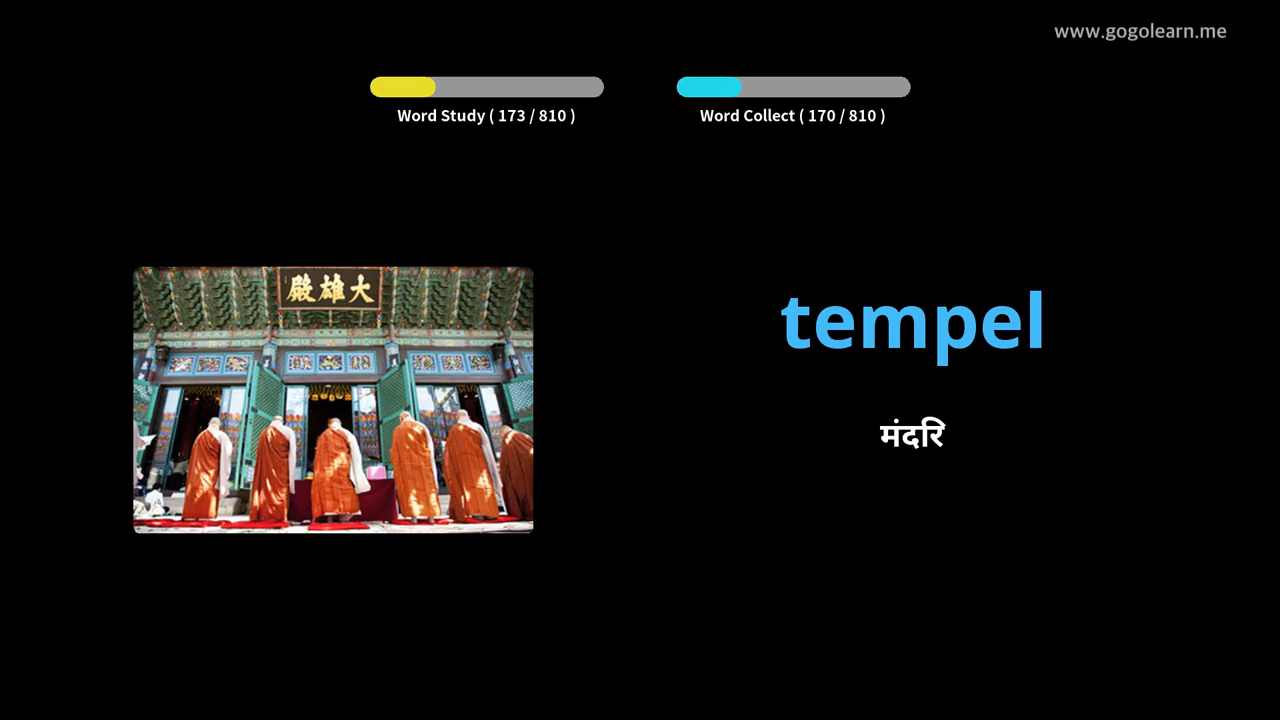 www.gogolearn.me
Word Study ( 173 / 810 )
Word Collect ( 170 / 810 )
殿雄大
tempel
मंदरि